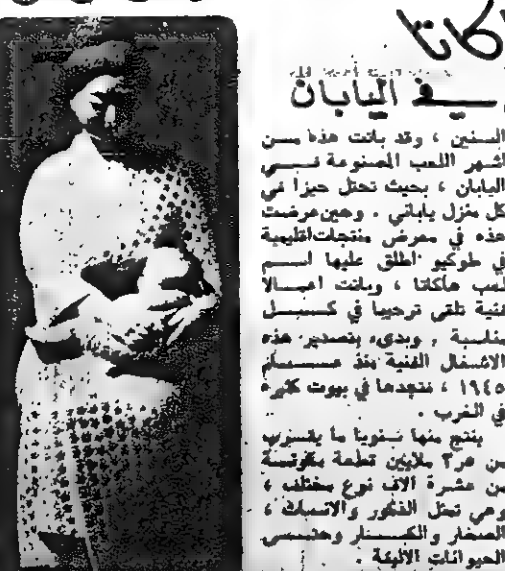 هاكاتا
في اليابان
السنين ، وقد باتت هذه من
اشهر اللعب المصنوعة في
اليابان ، بحيث تحتل حيزا في
كل منزل ياباني . وحين عرضت
هذه في معرض منتجات اقليمية
في طوكيو اطلق عليها اسم
لعب هاكاتا ، وباتت اعمالا
فنية تلقى ترحيبا في كل
مناسبة . وبدىء بتصدير هذه
الاشغال الفنية منذ عام
١٩٤٥ ، فتجدها في بيوت كثيرة
في الغرب .
ينتج منها سنويا ما يقرب
من ملايين قطعة مقتبسة
من عشرة الاف نوع مختلف ،
وهي تمثل الذكور والاناث ،
الصغار والكبار وحتى
الحيوانات الاليفة .